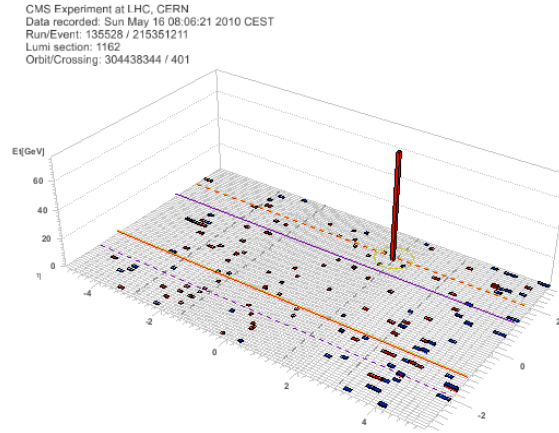 CMS Experiment at LHC, CERN
Data recorded: Sun May 16 08:06:21 2010 CEST
Run/Event: 135528 / 215351211
Lumi section: 1162
Orbit/Crossing: 304438344 / 401
Et[GeV]
60
40
20
0
η
-4
-2
0
2
4
2
0
-2